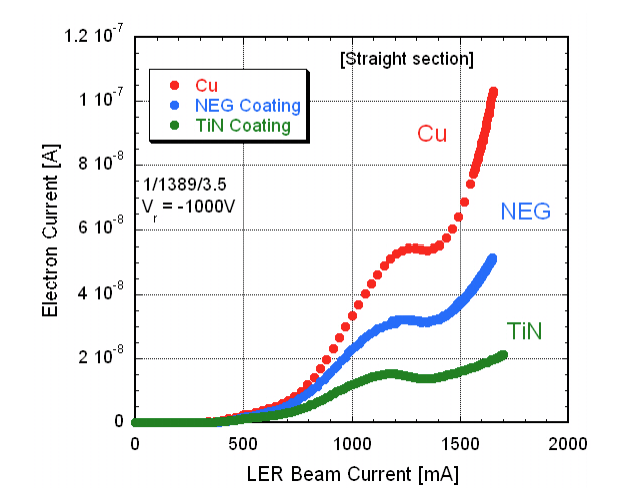 1.2 10⁻⁷
[Straight section]
1 10⁻⁷
Cu
NEG Coating
TiN Coating
Cu
8 10⁻⁸
1/1389/3.5
Vᵣ = -1000V
6 10⁻⁸
NEG
4 10⁻⁸
TiN
2 10⁻⁸
0
0 500 1000 1500 2000
Electron Current [A]
LER Beam Current [mA]